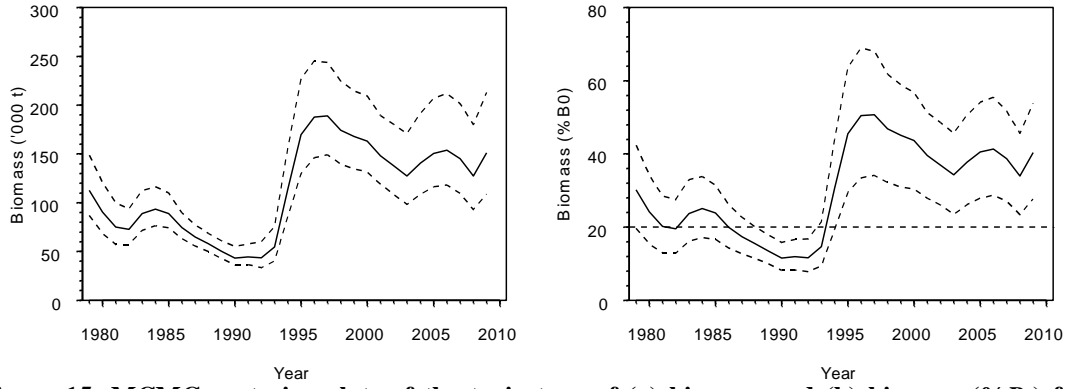 300
250
200
150
100
50
0
Biomass ('000 t)
1980 1985 1990 1995 2000 2005 2010
Year
80
60
40
20
0
Biomass (%B0)
1980 1985 1990 1995 2000 2005 2010
Year
15: MCMC posterior plots of the trajectory of (a) biomass and (b) biomass (%B0)